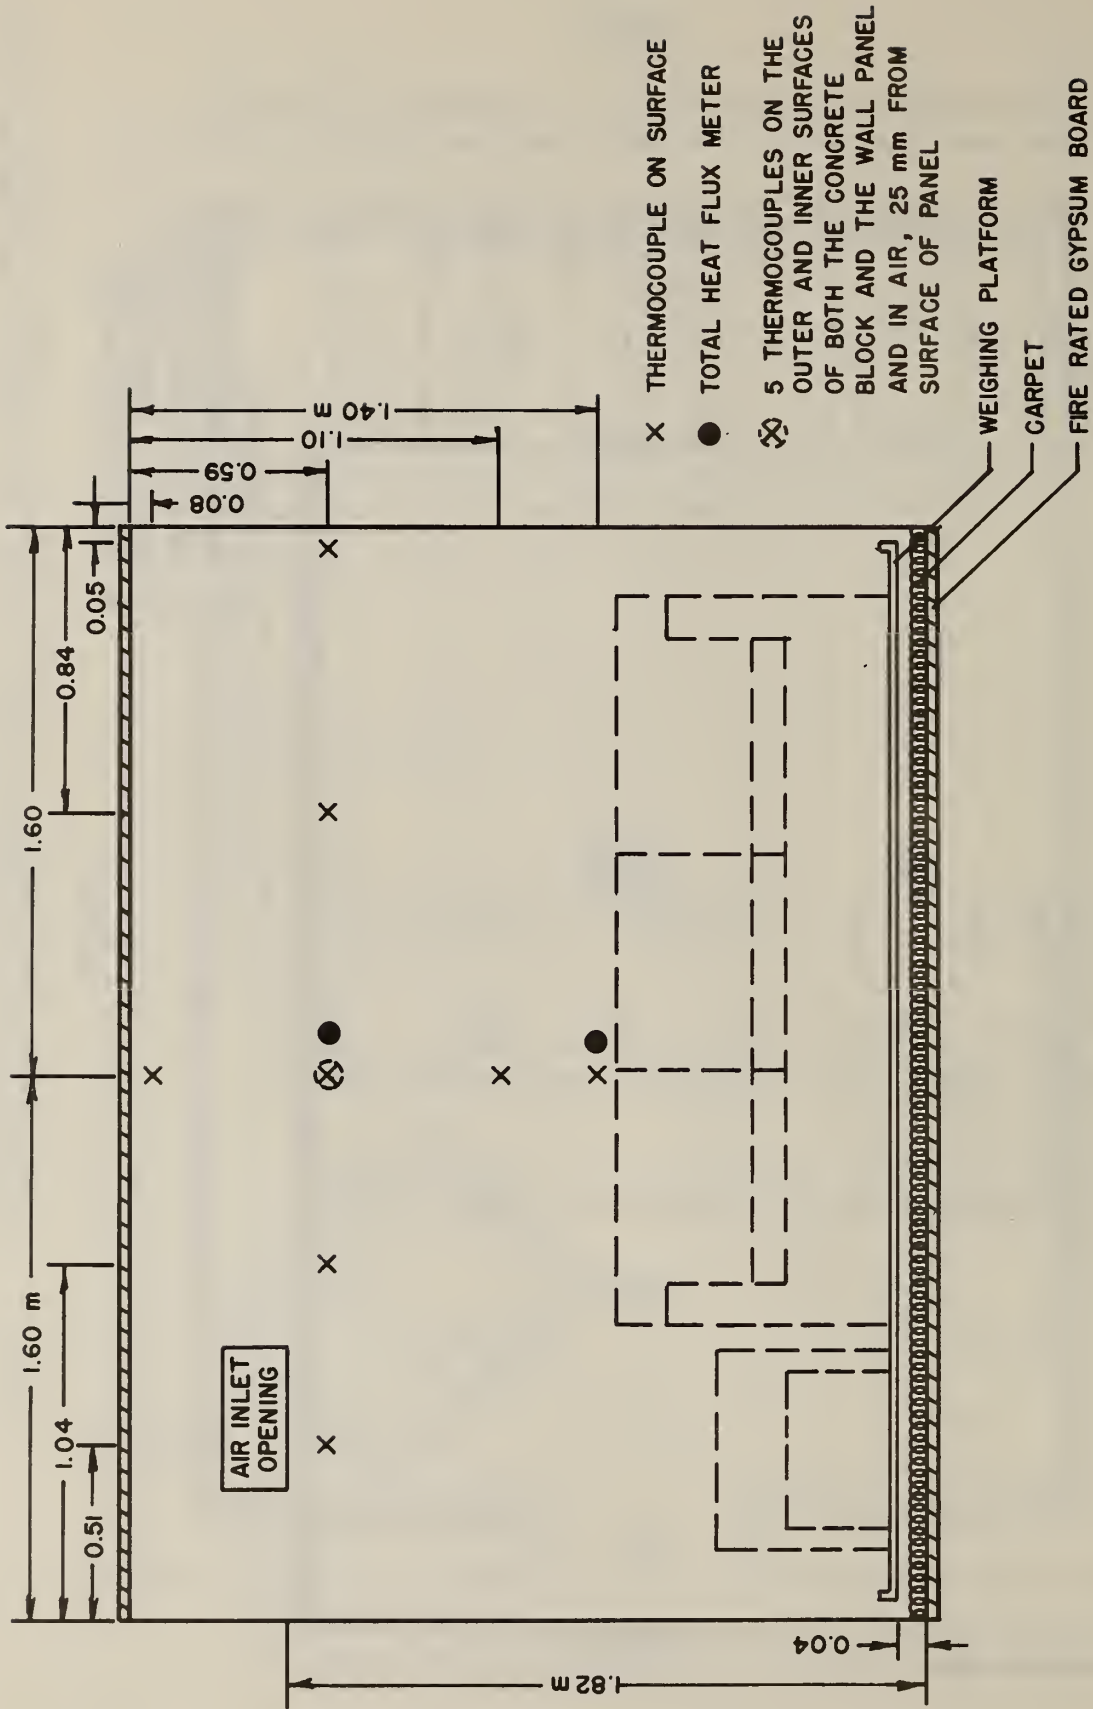 1.60 m
1.60
1.04
0.84
0.51
0.05
0.08
0.59
1.10
1.40 m
AIR INLET
OPENING
1.82 m
0.04
× THERMOCOUPLE ON SURFACE
● TOTAL HEAT FLUX METER
5 THERMOCOUPLES ON THE
OUTER AND INNER SURFACES
OF BOTH THE CONCRETE
BLOCK AND THE WALL PANEL
AND IN AIR, 25 mm FROM
SURFACE OF PANEL
WEIGHING PLATFORM
CARPET
FIRE RATED GYPSUM BOARD